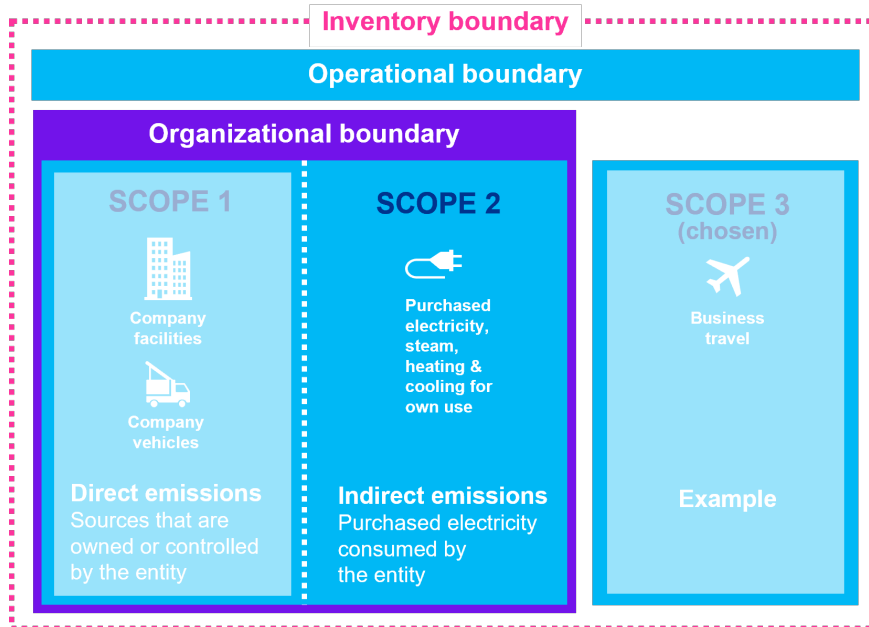 Inventory boundary
Operational boundary
Organizational boundary
SCOPE 1
Company
facilities
Company
vehicles
Direct emissions
Sources that are
owned or controlled
by the entity
SCOPE 2
Purchased
electricity,
steam,
heating &
cooling for
own use
Indirect emissions
Purchased electricity
consumed by
the entity
SCOPE 3
(chosen)
Business
travel
Example